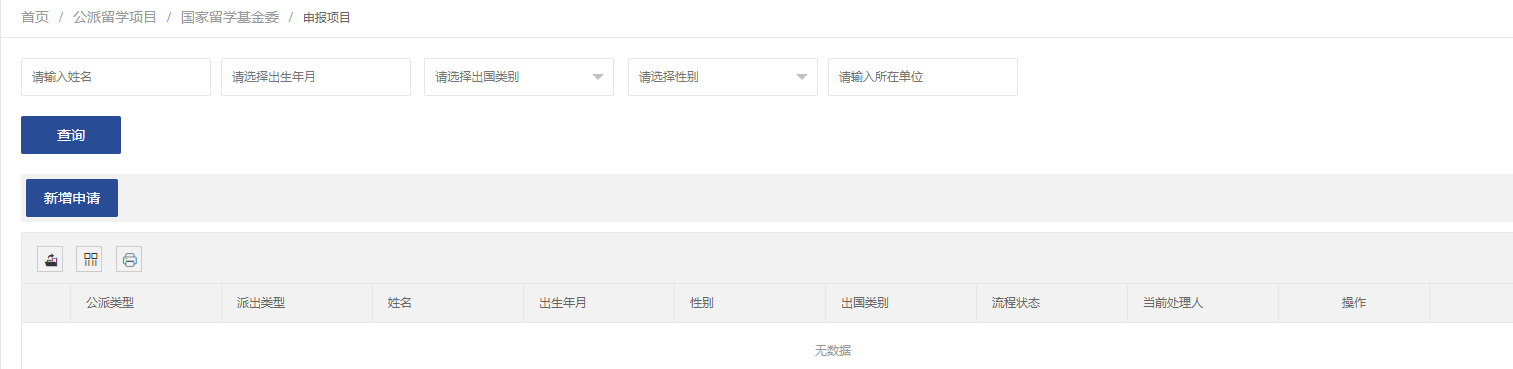 首页 / 公派留学项目 / 国家留学基金委 / 申报项目
请输入姓名 请选择出生年月 请选择出国类别 请选择性别 请输入所在单位
查询
新增申请
公派类型 派出类型 姓名 出生年月 性别 出国类别 流程状态 当前处理人 操作
无数据